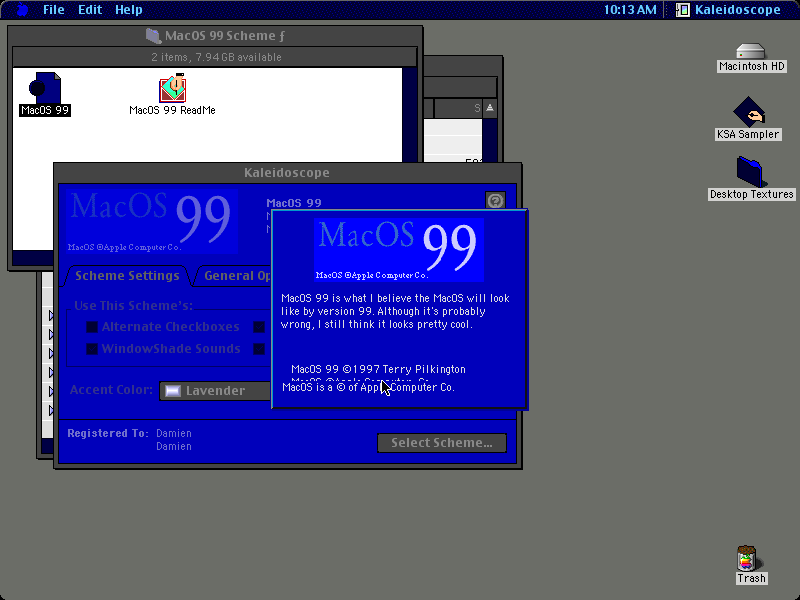 File Edit Help
10:13 AM
Kaleidoscope
MacOS 99 Scheme ƒ
2 items, 7.94GB available
MacOS 99
MacOS 99 ReadMe
S
Macintosh HD
KSA Sampler
Desktop Textures
Kaleidoscope
MacOS 99
MacOS ©Apple Computer Co.
MacOS 99
Scheme Settings
General Op
Use This Scheme's:
Alternate Checkboxes
WindowShade Sounds
Accent Color: Lavender
Registered To: Damien
Damien
Select Scheme...
MacOS 99
MacOS ©Apple Computer Co.
MacOS 99 is what I believe the MacOS will look
like by version 99. Although it's probably
wrong, I still think it looks pretty cool.
MacOS 99 ©1997 Terry Pilkington
MacOS ©Apple Computer Co.
MacOS is a © of Apple Computer Co.
Trash